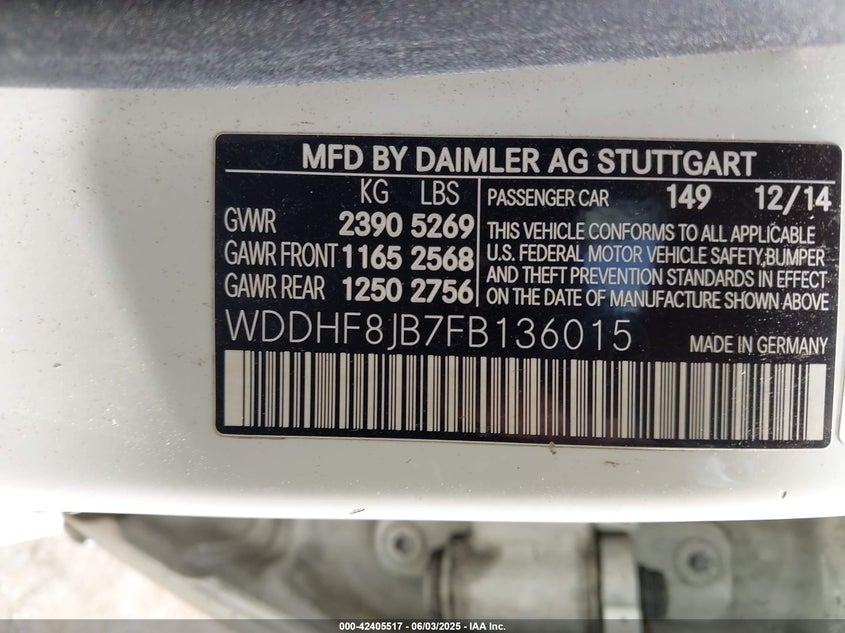 MFD BY DAIMLER AG STUTTGART
KG LBS
GVWR 2390 5269
GAWR FRONT 1165 2568
GAWR REAR 1250 2756
PASSENGER CAR 149 12/14
THIS VEHICLE CONFORMS TO ALL APPLICABLE
U.S. FEDERAL MOTOR VEHICLE SAFETY,BUMPER
AND THEFT PREVENTION STANDARDS IN EFFECT
ON THE DATE OF MANUFACTURING SHOWN ABOVE
WDDHF8JB7FB136015 MADE IN GERMANY
000-42405517 - 06/03/2025 - IAA Inc.